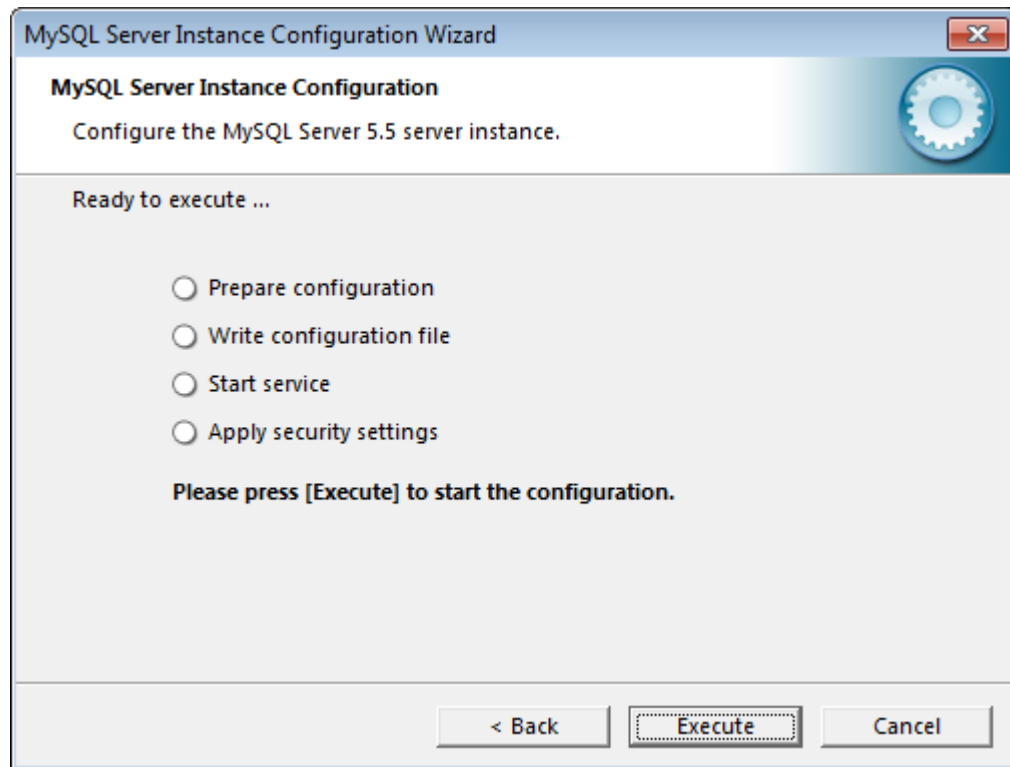 MySQL Server Instance Configuration Wizard
MySQL Server Instance Configuration
Configure the MySQL Server 5.5 server instance.
Ready to execute ...
Prepare configuration
Write configuration file
Start service
Apply security settings
Please press [Execute] to start the configuration.
< Back Execute Cancel